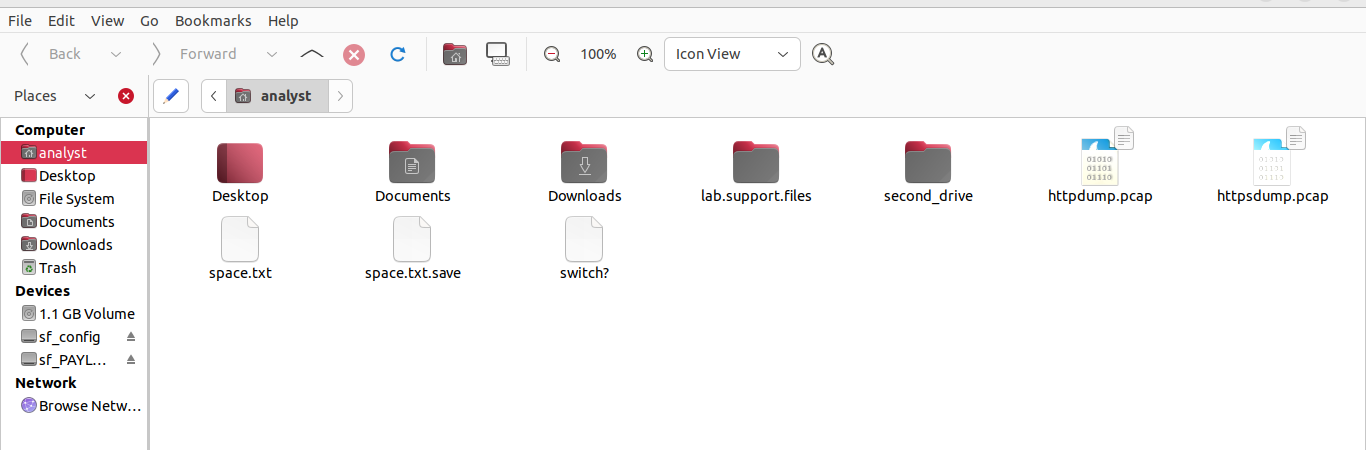 File Edit View Go Bookmarks Help
Back Forward 100% Icon View
Places analyst
Computer
analyst
Desktop
File System
Documents
Downloads
Trash
Devices
1.1 GB Volume
sf_config
sf_PAYL...
Network
Browse Netw...
Desktop Documents Downloads lab.support.files second_drive httpdump.pcap httpsdump.pcap
space.txt space.txt.save switch?